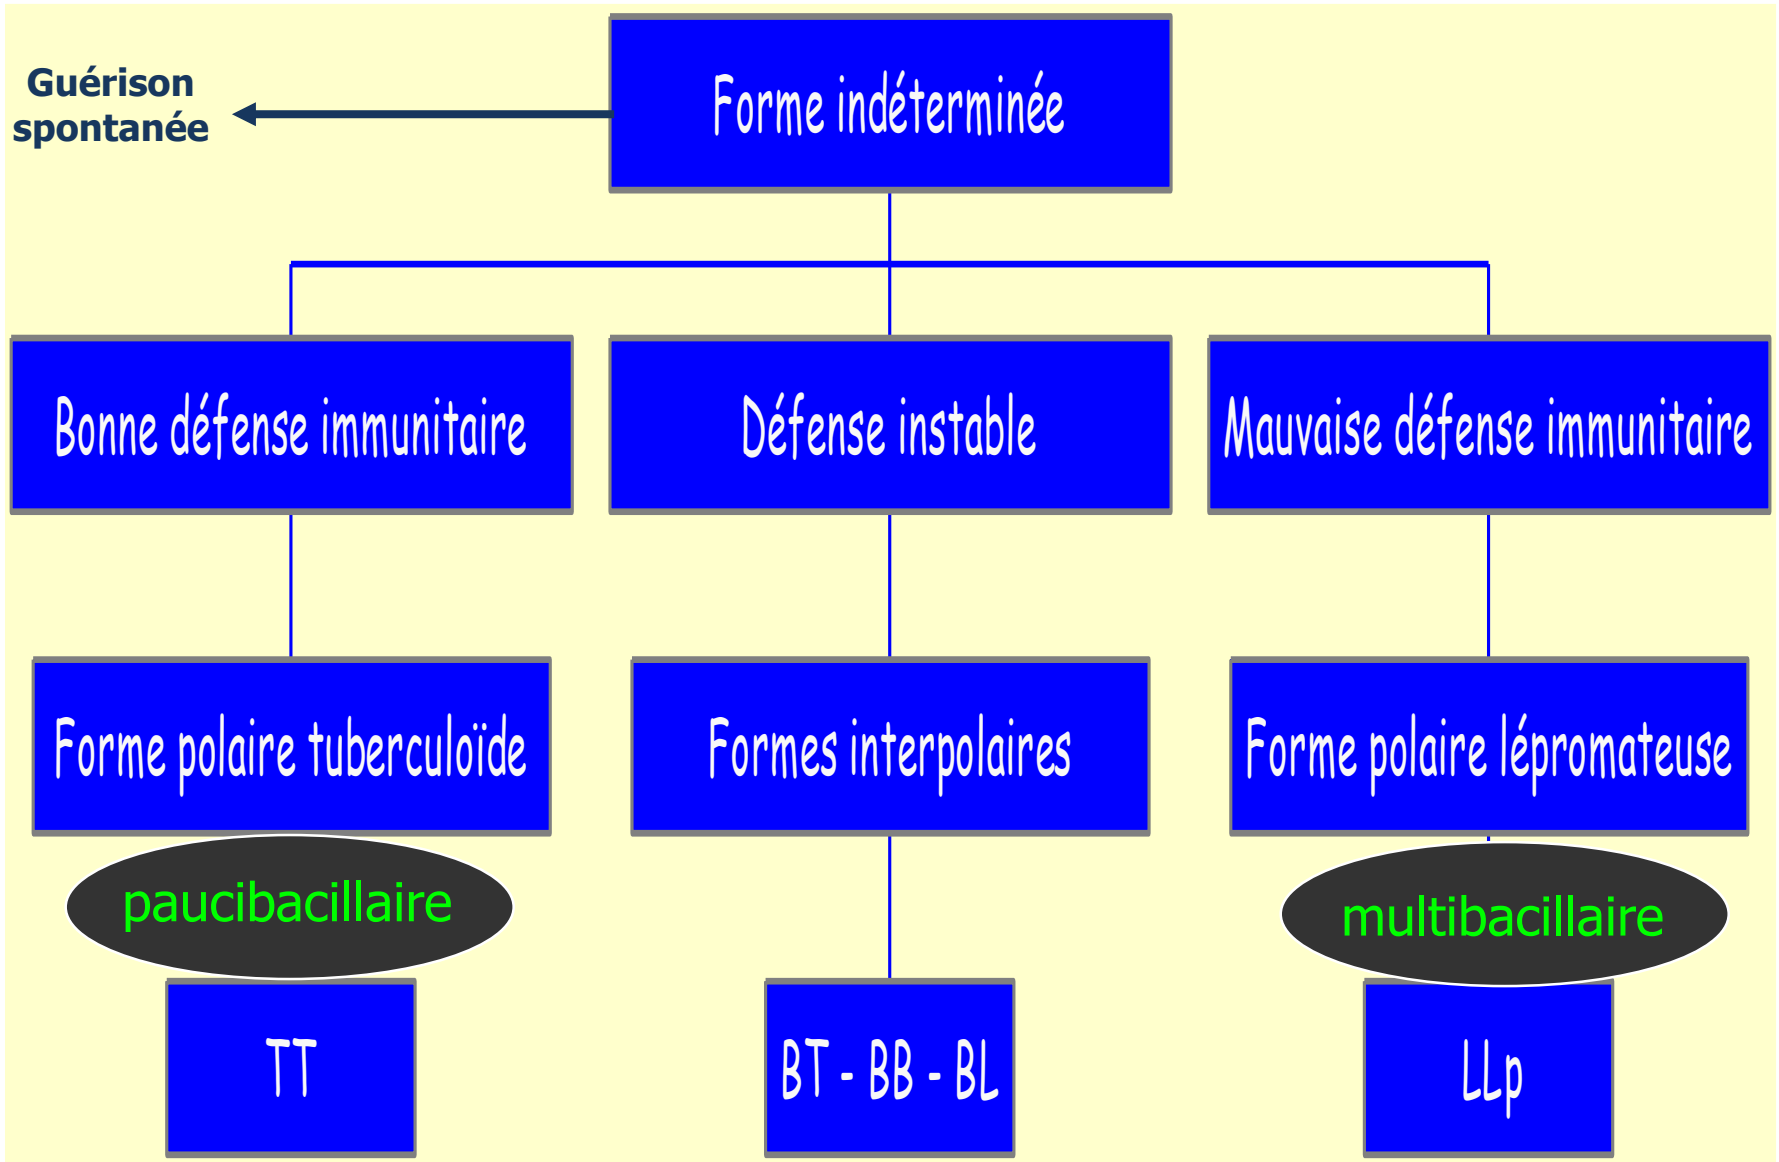 Guérison
spontanée
Forme indéterminée
Bonne défense immunitaire
Défense instable
Mauvaise défense immunitaire
Forme polaire tuberculoïde
Formes interpolaires
Forme polaire lépromateuse
paucibacillaire
multibacillaire
TT
BT - BB - BL
LLp